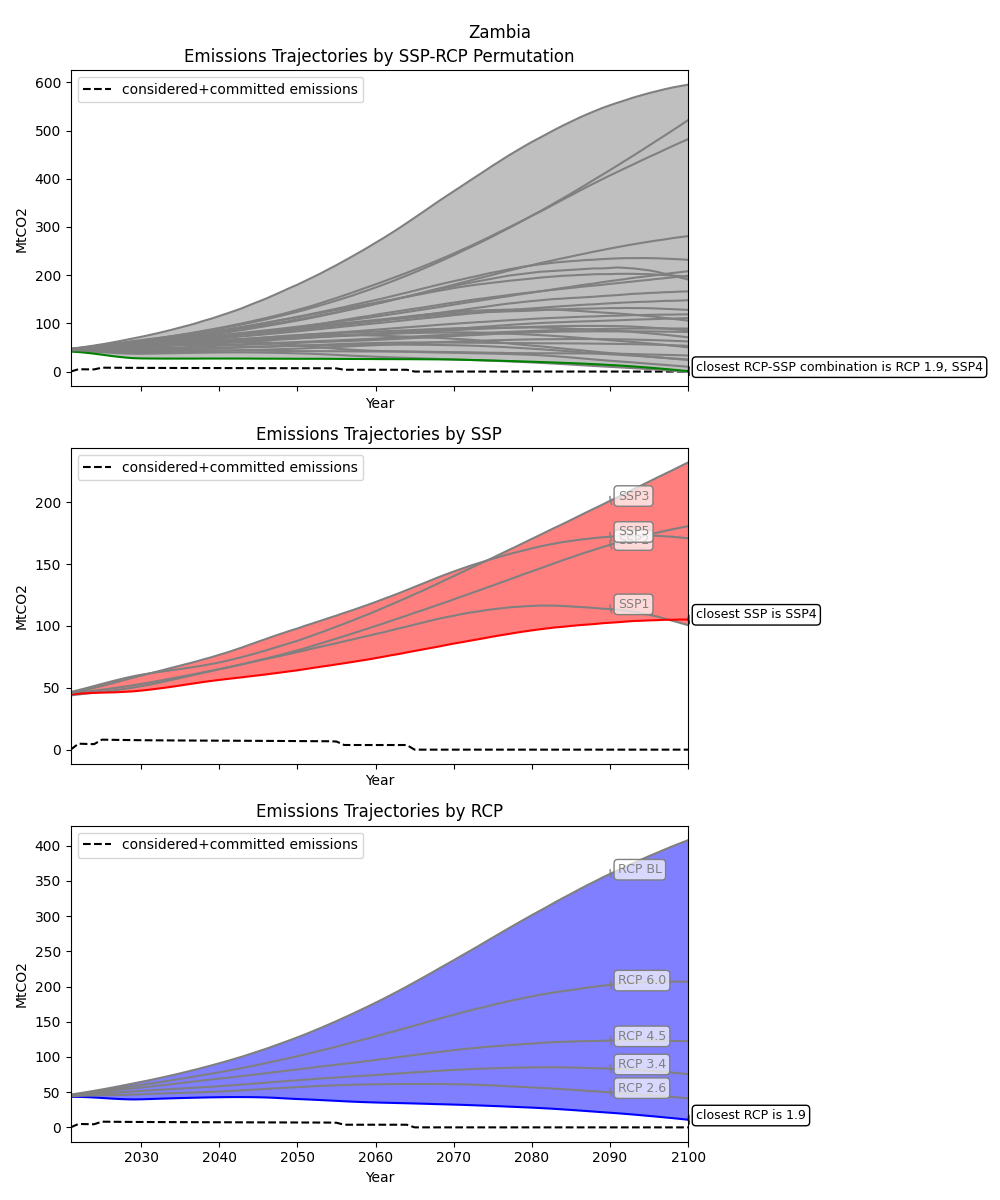 Zambia
Emissions Trajectories by SSP-RCP Permutation
considered+committed emissions
600
500
400
300
200
100
0
MtCO2
Year
closest RCP-SSP combination is RCP 1.9, SSP4
Emissions Trajectories by SSP
considered+committed emissions
200
150
100
50
0
MtCO2
SSP3
SSP5
SSP1
closest SSP is SSP4
Year
Emissions Trajectories by RCP
considered+committed emissions
400
350
300
250
200
150
100
50
0
MtCO2
RCP BL
RCP 6.0
RCP 4.5
RCP 3.4
RCP 2.6
closest RCP is 1.9
2030 2040 2050 2060 2070 2080 2090 2100
Year